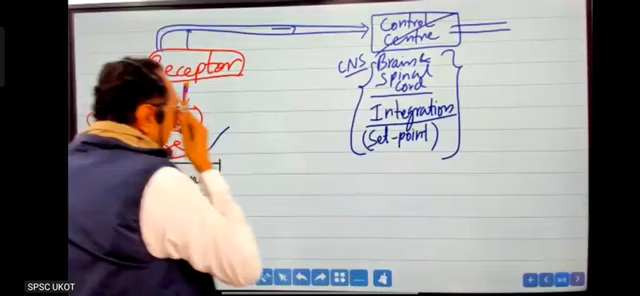 Control
Centre
Receptor
CNS
Brain &
Spinal
Cord
Integration
(Set-point)
SPSC UKOT